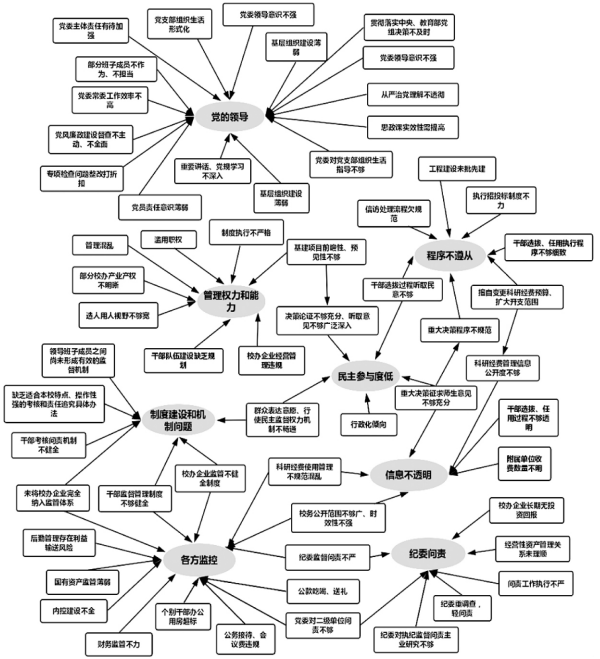 党委主体责任有待加
强
党支部组织生活
形式化
党委领导意识不强
基层组织建设薄
弱
贯彻落实中央、教育部党
组决策不及时
党委领导意识不强
从严治党理解不透彻
思政课实效性需提高
党委对党支部组织生活
指导不够
基层组织建设
薄弱
重要讲话、党规学习
不深入
党员责任意识薄弱
专项检查问题整改打折
扣
党风廉政建设督查不主
动、不全面
党委常委工作效率不
高
部分班子成员不作
为、不担当
党的领导
工程建设未批先建
执行招投标制度不
力
信访处理流程欠规
范
干部选拔、任用执行程
序不够细致
程序不遵从
擅自变更科研经费预算、
扩大开支范围
管理混乱
滥用职权
制度执行不严格
基建项目前瞻性、预
见性不够
部分校办产业产权
不明晰
选人用人视野不够宽
管理权力和能
力
干部队伍建设缺乏规
划
校办企业经营管
理违规
干部选拔过程听取民
意不够
决策论证不够充分、听取意
见不够广泛深入
重大决策程序不规范
科研经费管理信息
公开度不够
民主参与度低
领导班子成员之间
尚未形成有效的监
督机制
缺乏适合本校特点、操作性
强的考核和责任追究具体办
法
干部考核问责机制
不健全
未将校办企业完全
纳入监管体系
制度建设和机
制问题
群众表达意愿、行
使民主监督权力机
制不畅通
行政化倾向
重大决策征求师生意见
不够充分
干部选拔、任
用过程不够透
明
附属单位收
费数量不明
信息不透明
干部监督管理制度
不够健全
校办企业监管不健
全制度
科研经费使用管理
不规范混乱
校务公开范围不够广、时
效性不强
后勤管理存在利益
输送风险
国有资产监管薄弱
内控建设不全
财务监管不力
各方监控
个别干部办公
用房超标
公务接待、会
议费违规
公款吃喝、送礼
党委对二级单位问
责不够
纪委监督问责不严
纪委问责
校办企业长期无投
资回报
经营性资产管理关
系未理顺
问责工作执行不严
纪委重调查，
轻问责
纪委对执纪监督问责主
业研究不够